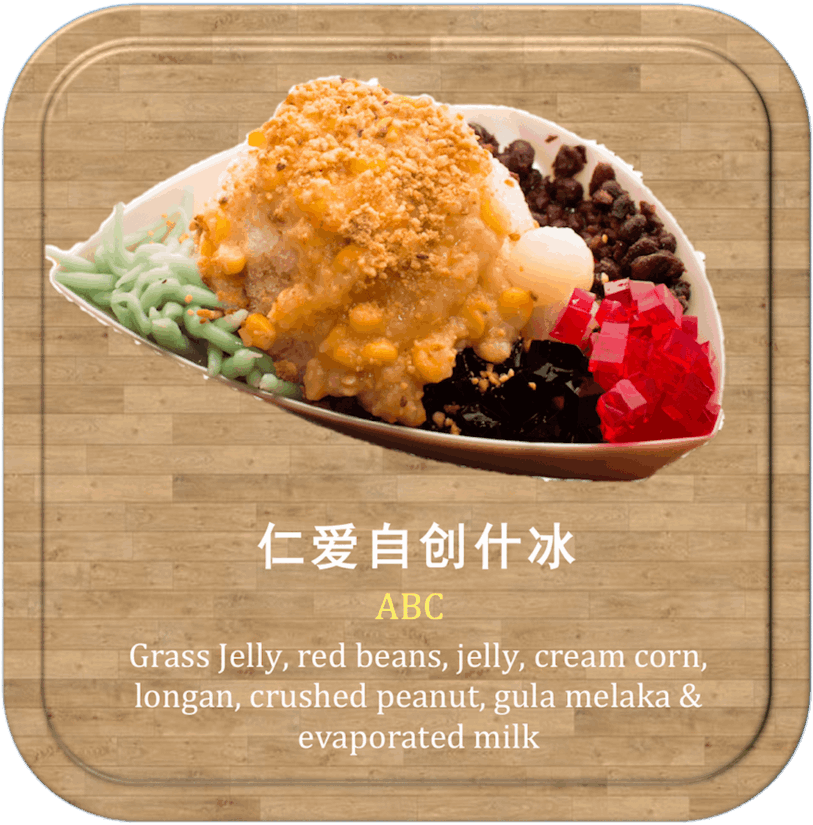 仁爱自创什冰
ABC
Grass Jelly, red beans, jelly, cream corn,
longan, crushed peanut, gula melaka &
evaporated milk